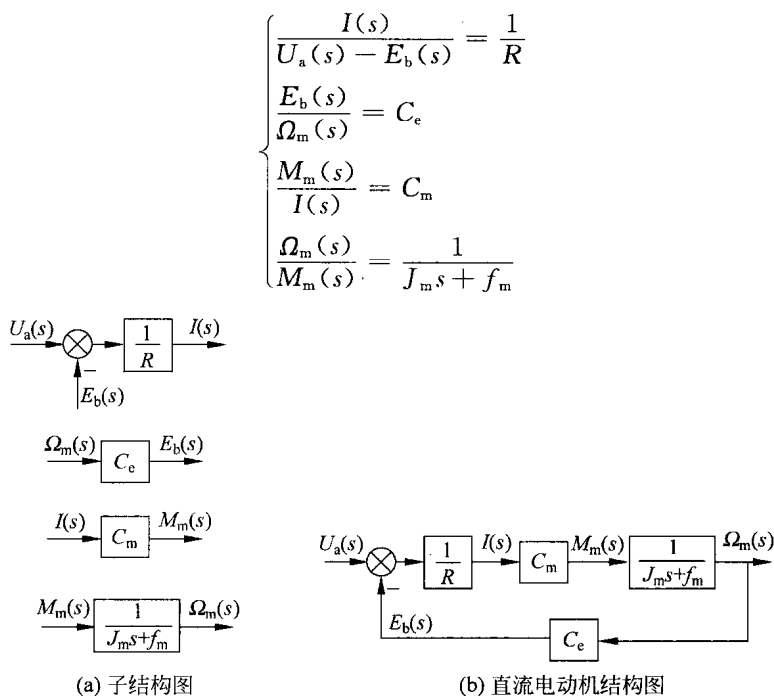 I(s) / (U_a(s) − E_b(s)) = 1/R
E_b(s) / Ω_m(s) = C_e
M_m(s) / I(s) = C_m
Ω_m(s) / M_m(s) = 1 / (J_m s + f_m)
U_a(s) 1/R I(s)
−
E_b(s)
Ω_m(s) C_e E_b(s)
I(s) C_m M_m(s)
M_m(s) 1/(J_m s+f_m) Ω_m(s)
(a) 子结构图
U_a(s) 1/R I(s) C_m M_m(s) 1/(J_m s+f_m) Ω_m(s)
−
E_b(s) C_e
(b) 直流电动机结构图